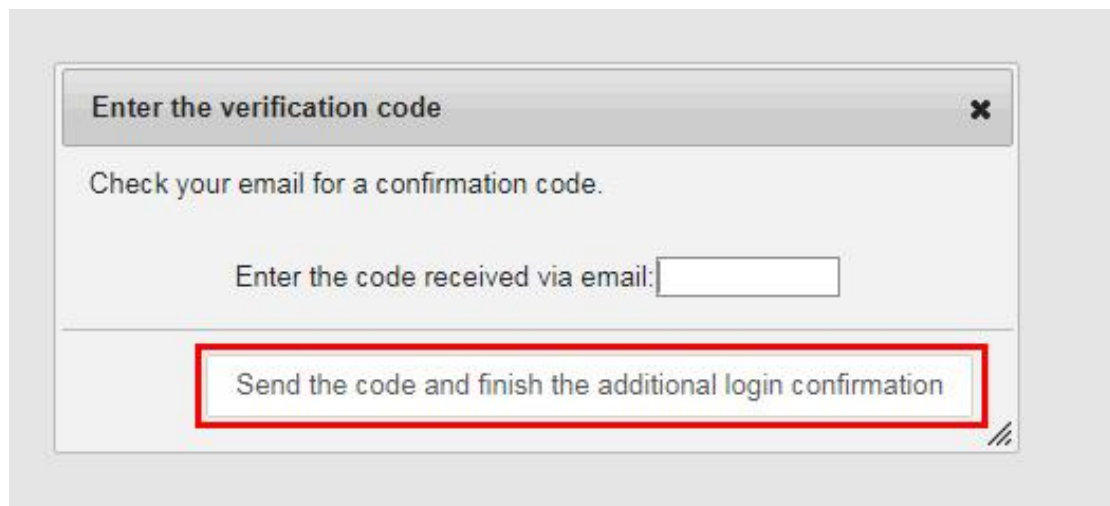 Enter the verification code
Check your email for a confirmation code.
Enter the code received via email:
Send the code and finish the additional login confirmation